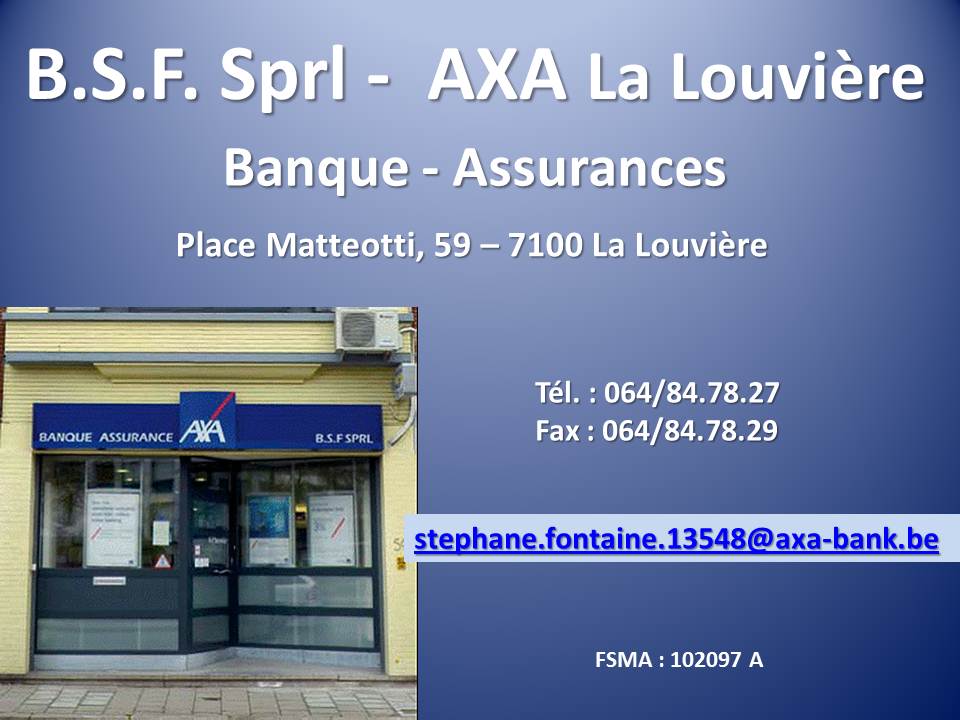 B.S.F. Sprl - AXA La Louvière
Banque - Assurances
Place Matteotti, 59 – 7100 La Louvière
Tél. : 064/84.78.27
Fax : 064/84.78.29
BANQUE ASSURANCE AXA B.S.F SPRL
stephane.fontaine.13548@axa-bank.be
FSMA : 102097 A